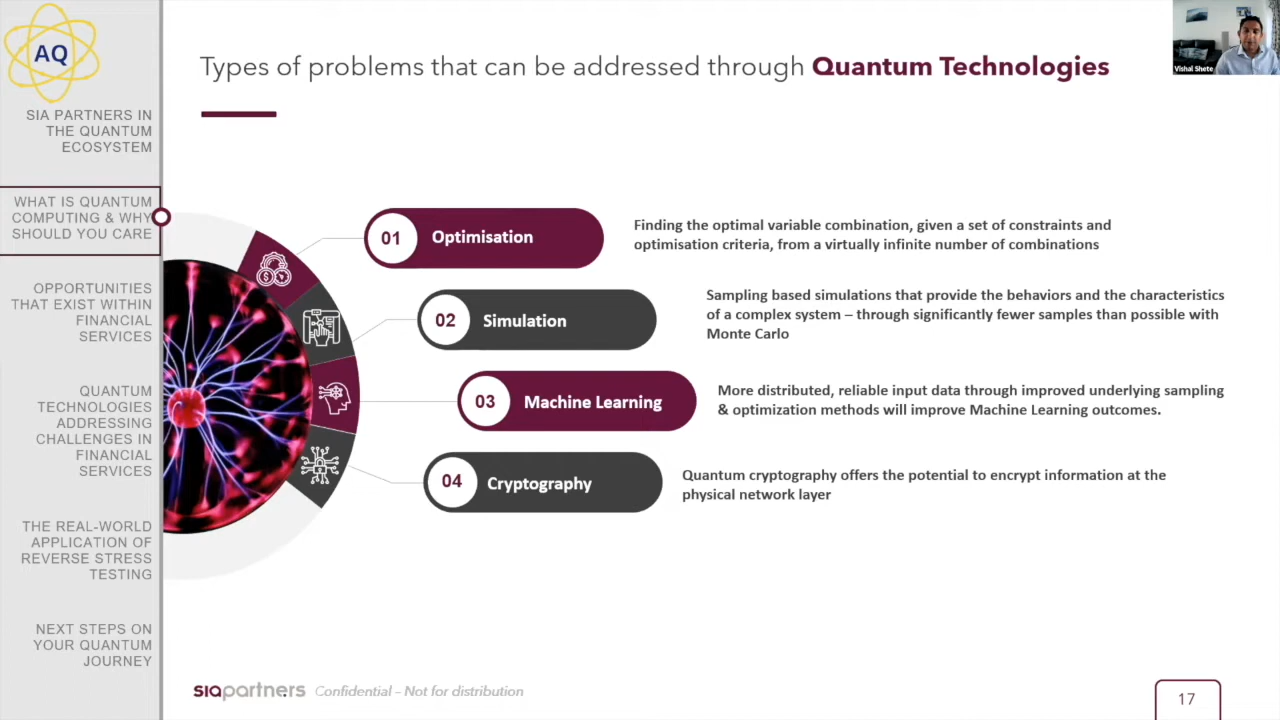 AQ
SIA PARTNERS IN
THE QUANTUM
ECOSYSTEM
WHAT IS QUANTUM
COMPUTING & WHY
SHOULD YOU CARE
OPPORTUNITIES
THAT EXIST WITHIN
FINANCIAL
SERVICES
QUANTUM
TECHNOLOGIES
ADDRESSING
CHALLENGES IN
FINANCIAL
SERVICES
THE REAL-WORLD
APPLICATION OF
REVERSE STRESS
TESTING
NEXT STEPS ON
YOUR QUANTUM
JOURNEY
Types of problems that can be addressed through Quantum Technologies
Vishal Shete
01 Optimisation
Finding the optimal variable combination, given a set of constraints and
optimisation criteria, from a virtually infinite number of combinations
02 Simulation
Sampling based simulations that provide the behaviors and the characteristics
of a complex system – through significantly fewer samples than possible with
Monte Carlo
03 Machine Learning
More distributed, reliable input data through improved underlying sampling
& optimization methods will improve Machine Learning outcomes.
04 Cryptography
Quantum cryptography offers the potential to encrypt information at the
physical network layer
siapartners Confidential – Not for distribution
17